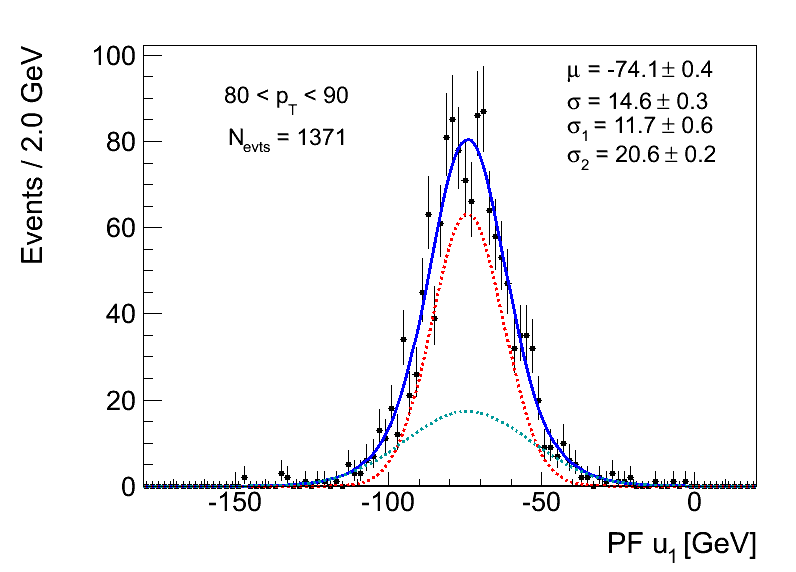 Events / 2.0 GeV
100
80
60
40
20
0
80 < p_T < 90
N_evts = 1371
μ = -74.1 ± 0.4
σ = 14.6 ± 0.3
σ_1 = 11.7 ± 0.6
σ_2 = 20.6 ± 0.2
-150 -100 -50 0
PF u_1 [GeV]